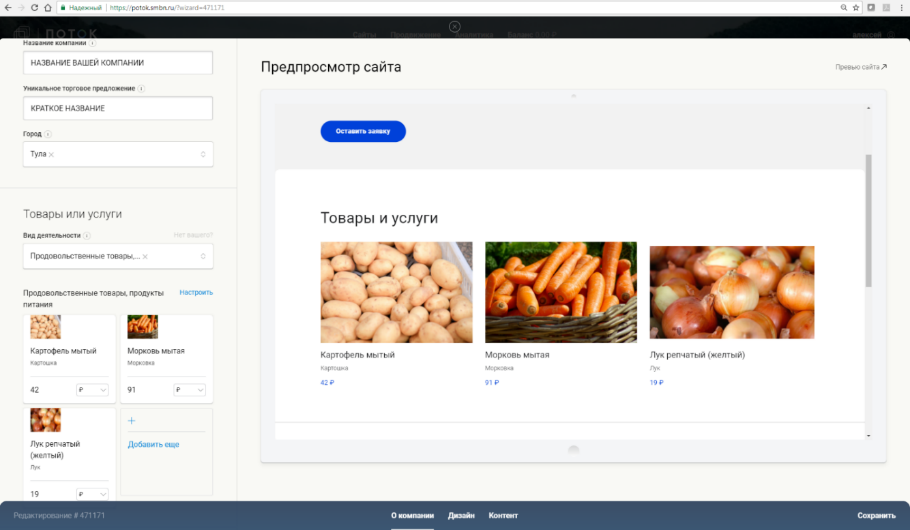 Надежный | https://potok.smbn.ru/?wizard=471171
ПОТОК
Сайты Продвижение Аналитика Баланс 0,00 ₽ алексей
Название компании
НАЗВАНИЕ ВАШЕЙ КОМПАНИИ
Уникальное торговое предложение
КРАТКОЕ НАЗВАНИЕ
Город
Тула ×
Товары или услуги
Вид деятельности Нет вашего?
Продовольственные товары,... ×
Продовольственные товары, продукты
питания
Настроить
Картофель мытый
Картошка
42 ₽
Морковь мытая
Морковка
91 ₽
Лук репчатый
(желтый)
Лук
19 ₽
+
Добавить еще
Предпросмотр сайта
Превью сайта
Оставить заявку
Товары и услуги
Картофель мытый
Картошка
42 ₽
Морковь мытая
Морковка
91 ₽
Лук репчатый (желтый)
Лук
19 ₽
Редактирование # 471171
О компании Дизайн Контент
Сохранить